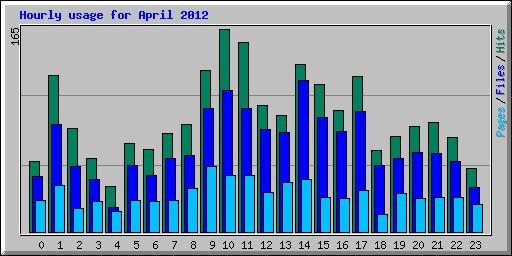 Hourly usage for April 2012
165
Pages / Files / Hits
0 1 2 3 4 5 6 7 8 9 10 11 12 13 14 15 16 17 18 19 20 21 22 23